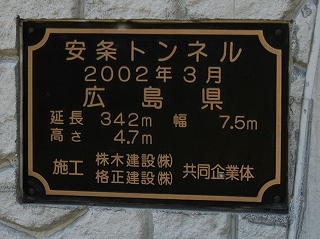 安条トンネル
2002年3月
広島県
延長 342m 幅 7.5m
高さ 4.7m
施工 株木建設㈱ 共同企業体
格正建設㈱